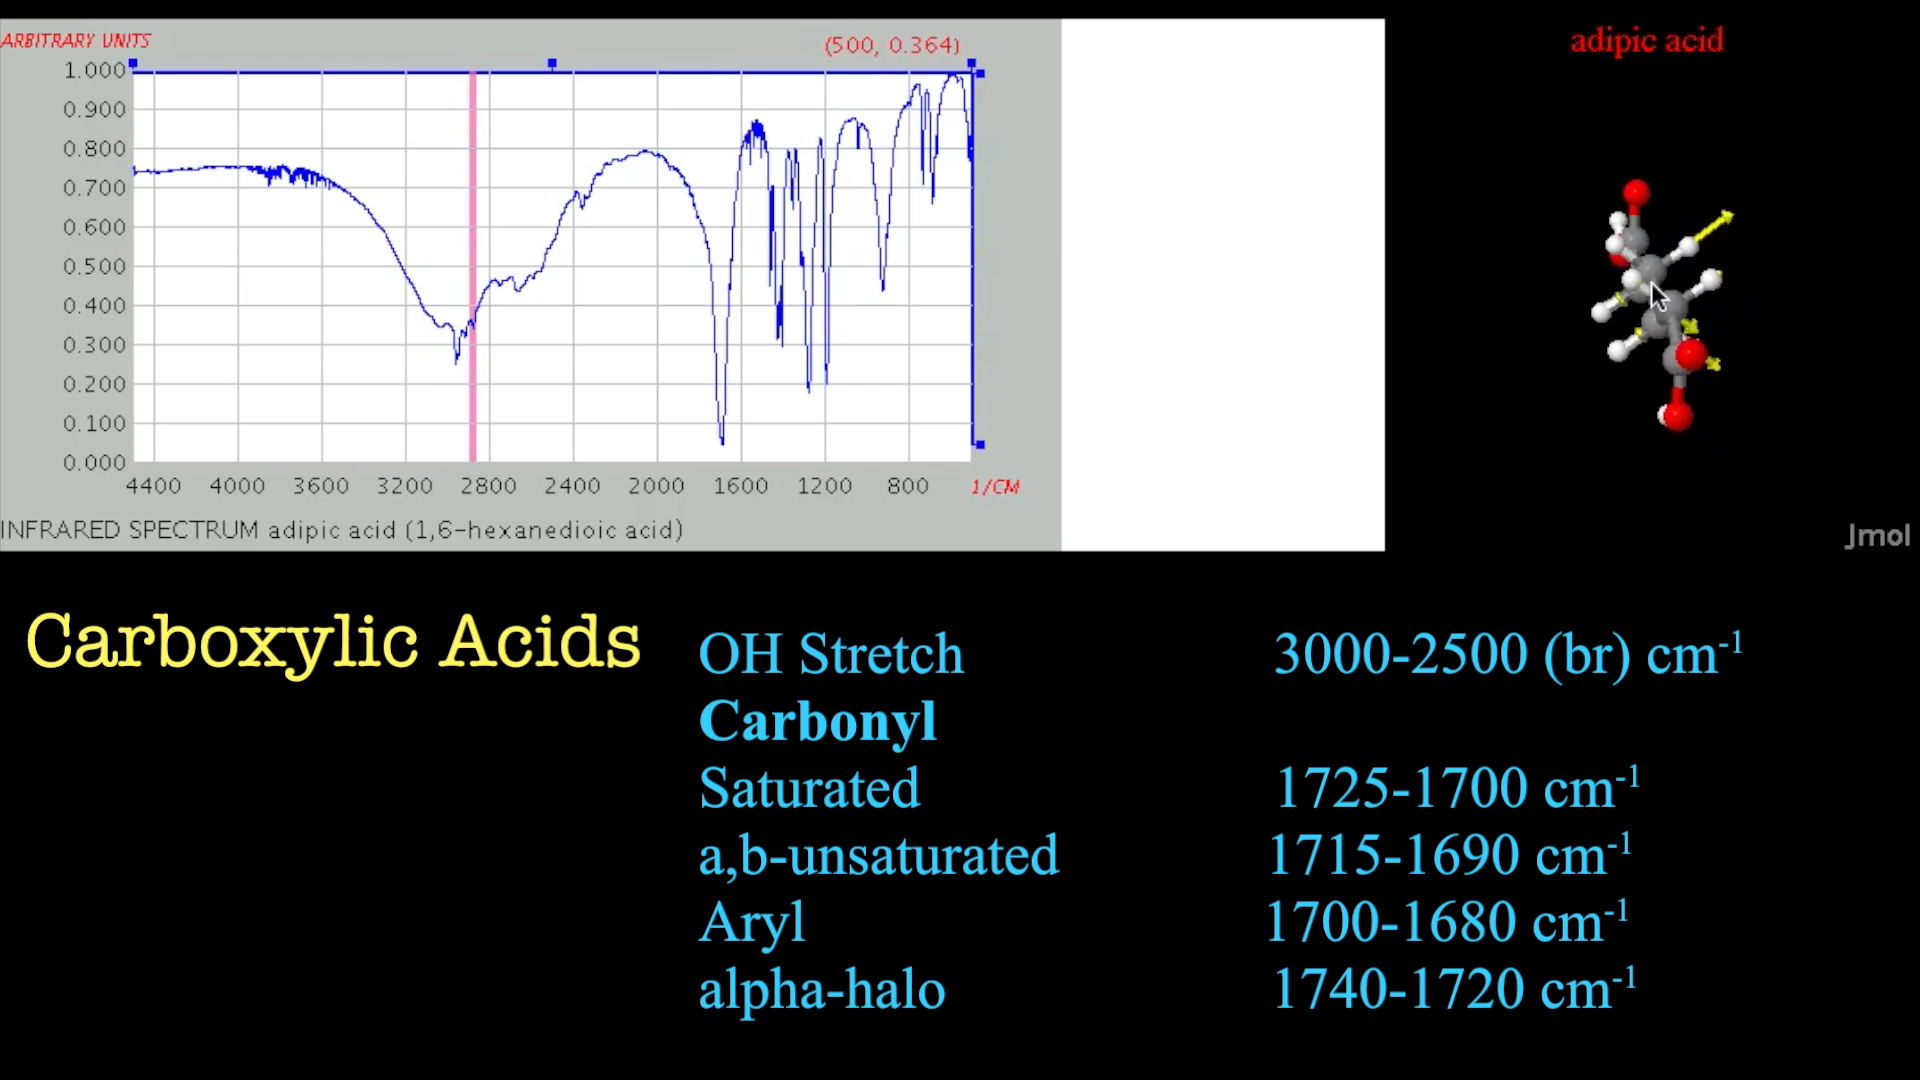 ARBITRARY UNITS
(500, 0.364)
adipic acid
1.000
0.900
0.800
0.700
0.600
0.500
0.400
0.300
0.200
0.100
0.000
4400 4000 3600 3200 2800 2400 2000 1600 1200 800 1/CM
INFRARED SPECTRUM adipic acid (1,6-hexanedioic acid)
Jmol
Carboxylic Acids
OH Stretch 3000-2500 (br) cm-1
Carbonyl
Saturated 1725-1700 cm-1
a,b-unsaturated 1715-1690 cm-1
Aryl 1700-1680 cm-1
alpha-halo 1740-1720 cm-1